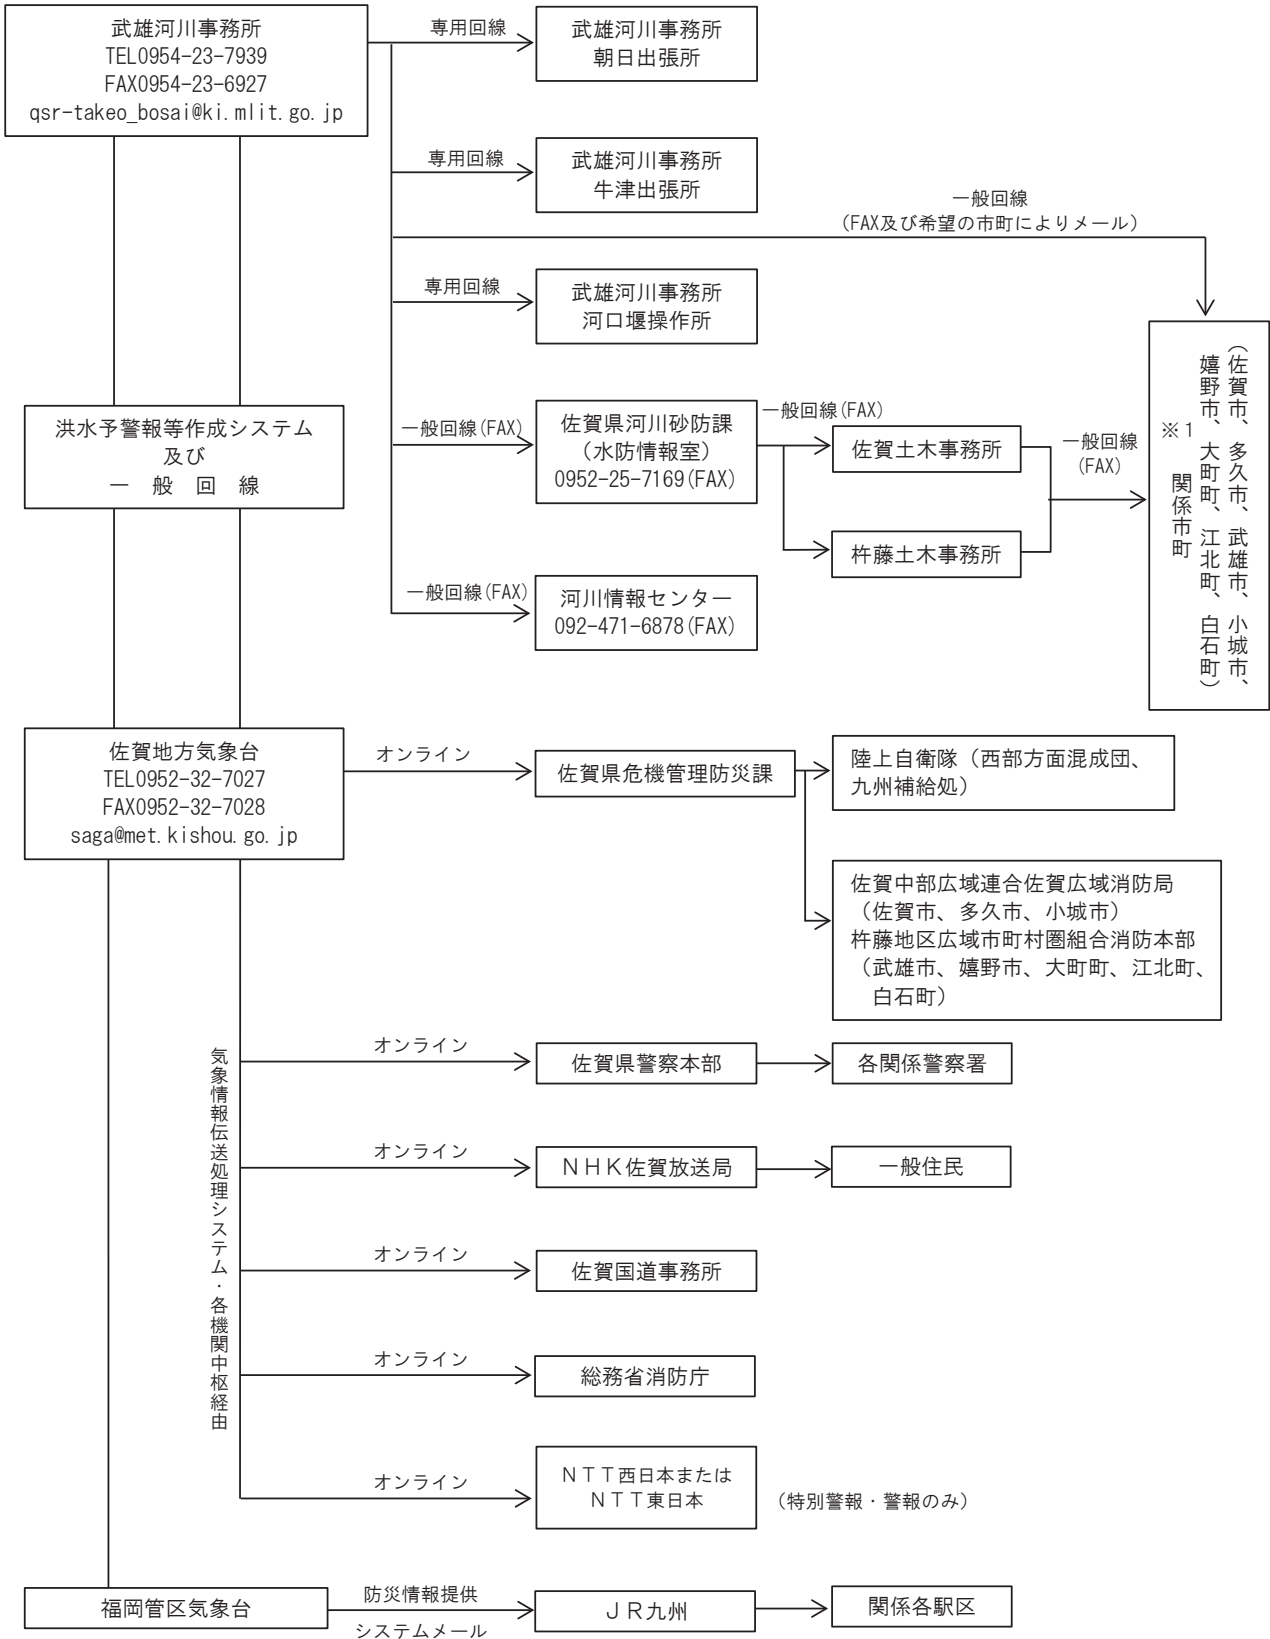 武雄河川事務所
TEL0954-23-7939
FAX0954-23-6927
qsr-takeo_bosai@ki.mlit.go.jp
専用回線
武雄河川事務所
朝日出張所
専用回線
武雄河川事務所
牛津出張所
一般回線
（FAX及び希望の市町によりメール）
専用回線
武雄河川事務所
河口堰操作所
洪水予警報等作成システム
及び
一　般　回　線
一般回線(FAX)
佐賀県河川砂防課
（水防情報室）
0952-25-7169(FAX)
一般回線(FAX)
佐賀土木事務所
杵藤土木事務所
一般回線
(FAX)
※1　関係市町
（佐賀市、多久市、武雄市、小城市、
嬉野市、大町町、江北町、白石町）
一般回線(FAX)
河川情報センター
092-471-6878(FAX)
佐賀地方気象台
TEL0952-32-7027
FAX0952-32-7028
saga@met.kishou.go.jp
オンライン
佐賀県危機管理防災課
陸上自衛隊（西部方面混成団、
九州補給処）
佐賀中部広域連合佐賀広域消防局
（佐賀市、多久市、小城市）
杵藤地区広域市町村圏組合消防本部
（武雄市、嬉野市、大町町、江北町、
白石町）
気象情報伝送処理システム・各機関中枢経由
オンライン
佐賀県警察本部
各関係警察署
オンライン
ＮＨＫ佐賀放送局
一般住民
オンライン
佐賀国道事務所
オンライン
総務省消防庁
オンライン
ＮＴＴ西日本または
ＮＴＴ東日本
（特別警報・警報のみ）
福岡管区気象台
防災情報提供
システムメール
ＪＲ九州
関係各駅区